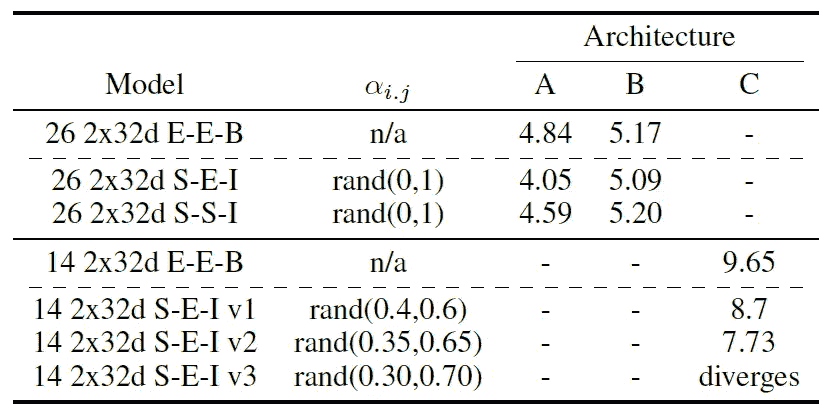 Architecture
Model α i.j A B C
26 2x32d E-E-B n/a 4.84 5.17 -
26 2x32d S-E-I rand(0,1) 4.05 5.09 -
26 2x32d S-S-I rand(0,1) 4.59 5.20 -
14 2x32d E-E-B n/a - - 9.65
14 2x32d S-E-I v1 rand(0.4,0.6) - - 8.7
14 2x32d S-E-I v2 rand(0.35,0.65) - - 7.73
14 2x32d S-E-I v3 rand(0.30,0.70) - - diverges